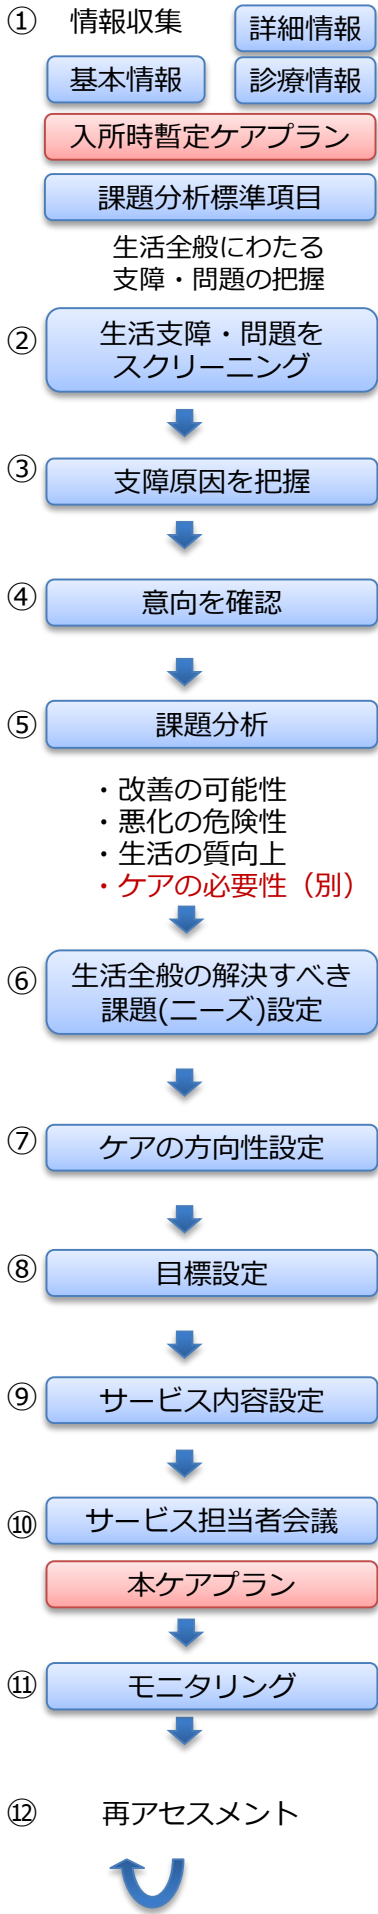 ① 情報収集
詳細情報
基本情報
診療情報
入所時暫定ケアプラン
課題分析標準項目
生活全般にわたる
支障・問題の把握
② 生活支障・問題を
スクリーニング
③ 支障原因を把握
④ 意向を確認
⑤ 課題分析
・改善の可能性
・悪化の危険性
・生活の質向上
・ケアの必要性（別）
⑥ 生活全般の解決すべき
課題(ニーズ)設定
⑦ ケアの方向性設定
⑧ 目標設定
⑨ サービス内容設定
⑩ サービス担当者会議
本ケアプラン
⑪ モニタリング
⑫ 再アセスメント